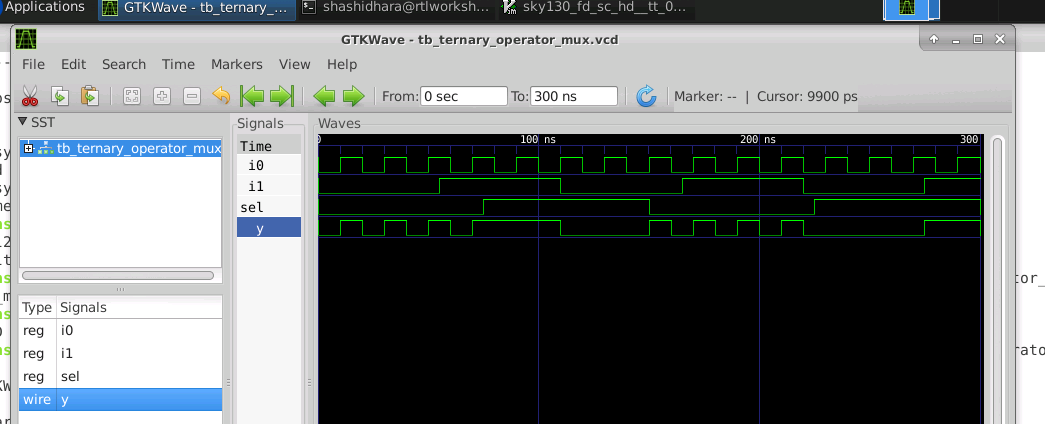 Applications GTKWave - tb_ternary_... shashidhara@rtlworksh... sky130_fd_sc_hd__tt_0...
GTKWave - tb_ternary_operator_mux.vcd
File Edit Search Time Markers View Help
From: 0 sec To: 300 ns Marker: -- | Cursor: 9900 ps
SST
tb_ternary_operator_mux
Signals
Time
i0
i1
sel
y
Waves
0 100 ns 200 ns 300
Type Signals
reg i0
reg i1
reg sel
wire y